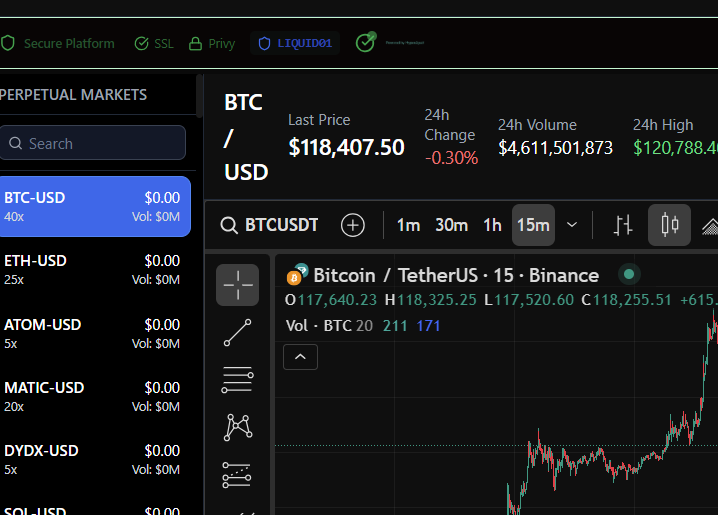 Secure Platform SSL Privy LIQUID01
PERPETUAL MARKETS
Search
BTC-USD $0.00
40x Vol: $0M
ETH-USD $0.00
25x Vol: $0M
ATOM-USD $0.00
5x Vol: $0M
MATIC-USD $0.00
20x Vol: $0M
DYDX-USD $0.00
5x Vol: $0M
SOL-USD $0.00
BTC
/
USD
Last Price
$118,407.50
24h
Change
-0.30%
24h Volume
$4,611,501,873
24h High
$120,788.4
BTCUSDT 1m 30m 1h 15m
Bitcoin / TetherUS · 15 · Binance
O117,640.23 H118,325.25 L117,520.60 C118,255.51 +615.
Vol · BTC 20 211 171